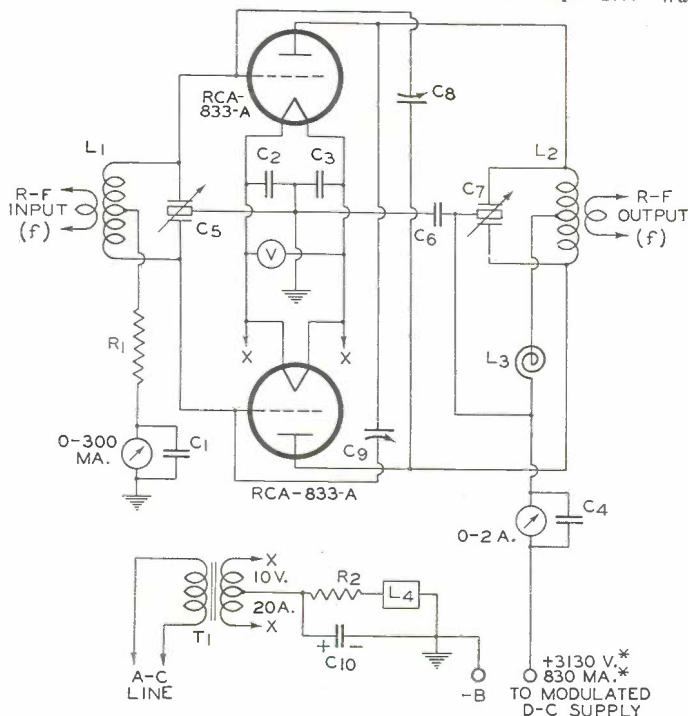 C8
RCA-
833-A
L1
C2
C3
L2
R-F
INPUT
(f)
C5
C7
R-F
OUTPUT
(f)
C6
V
R1
X
X
L3
0-300
MA.
C1
C9
RCA-833-A
C4
0-2 A.
X
10 V.
20 A.
X
R2
L4
T1
C10
+ -
A-C
LINE
-B
+3130 V.*
830 MA.*
TO MODULATED
D-C SUPPLY